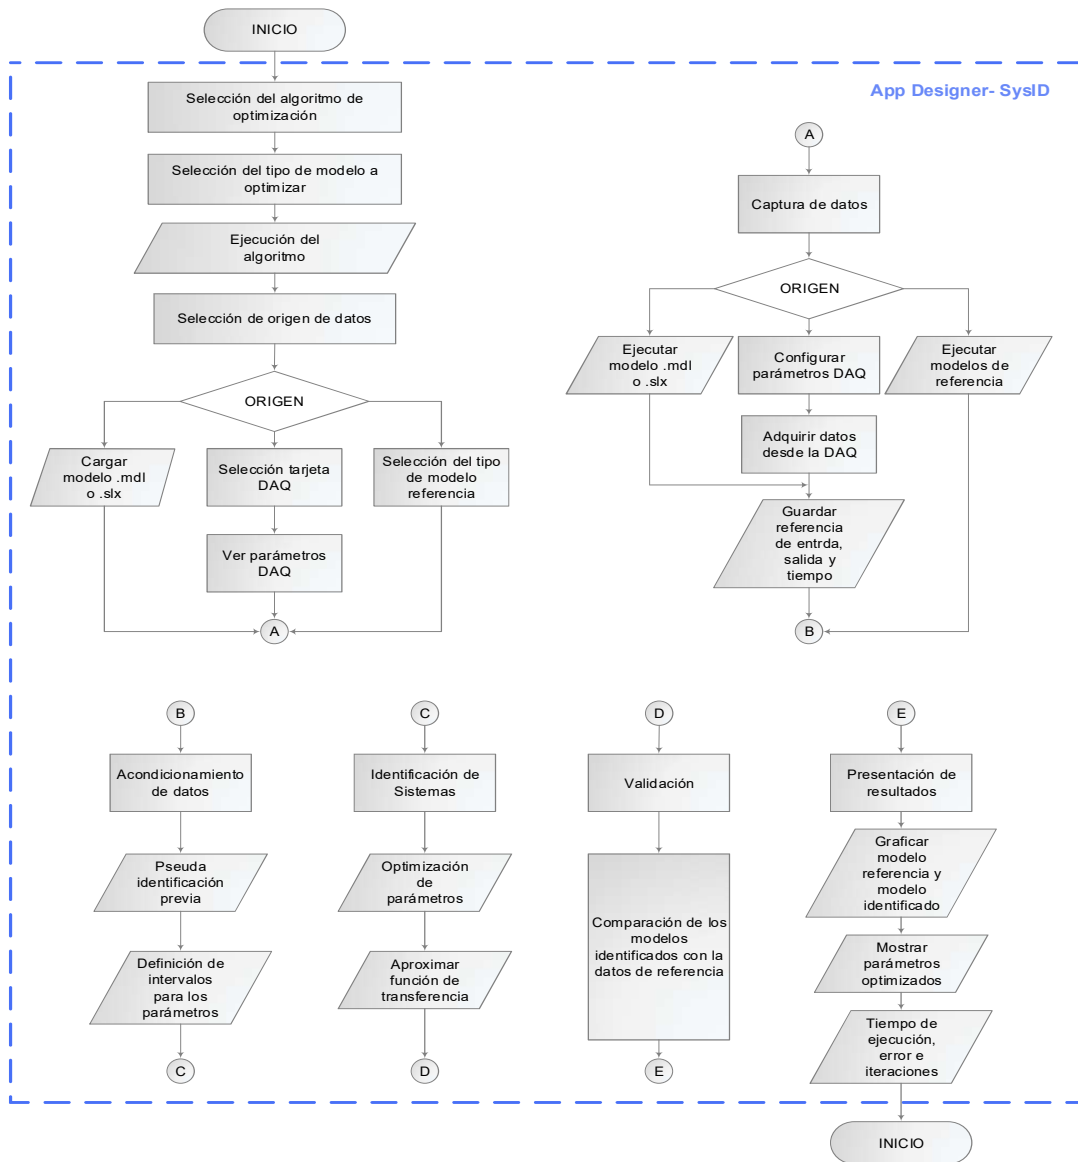 INICIO
App Designer- SysID
Selección del algoritmo de
optimización
Selección del tipo de modelo a
optimizar
Ejecución del
algoritmo
Selección de origen de datos
ORIGEN
Cargar
modelo .mdl
o .slx
Selección tarjeta
DAQ
Selección del tipo
de modelo
referencia
Ver parámetros
DAQ
A
A
Captura de datos
ORIGEN
Ejecutar
modelo .mdl
o .slx
Configurar
parámetros DAQ
Ejecutar
modelos de
referencia
Adquirir datos
desde la DAQ
Guardar
referencia
de entrda,
salida y
tiempo
B
B
Acondicionamiento
de datos
Pseuda
identificación
previa
Definición de
intervalos
para los
parámetros
C
C
Identificación de
Sistemas
Optimización
de
parámetros
Aproximar
función de
transferencia
D
D
Validación
Comparación de los
modelos
identificados con la
datos de referencia
E
E
Presentación de
resultados
Graficar
modelo
referencia y
modelo
identificado
Mostrar
parámetros
optimizados
Tiempo de
ejecución,
error e
iteraciones
INICIO